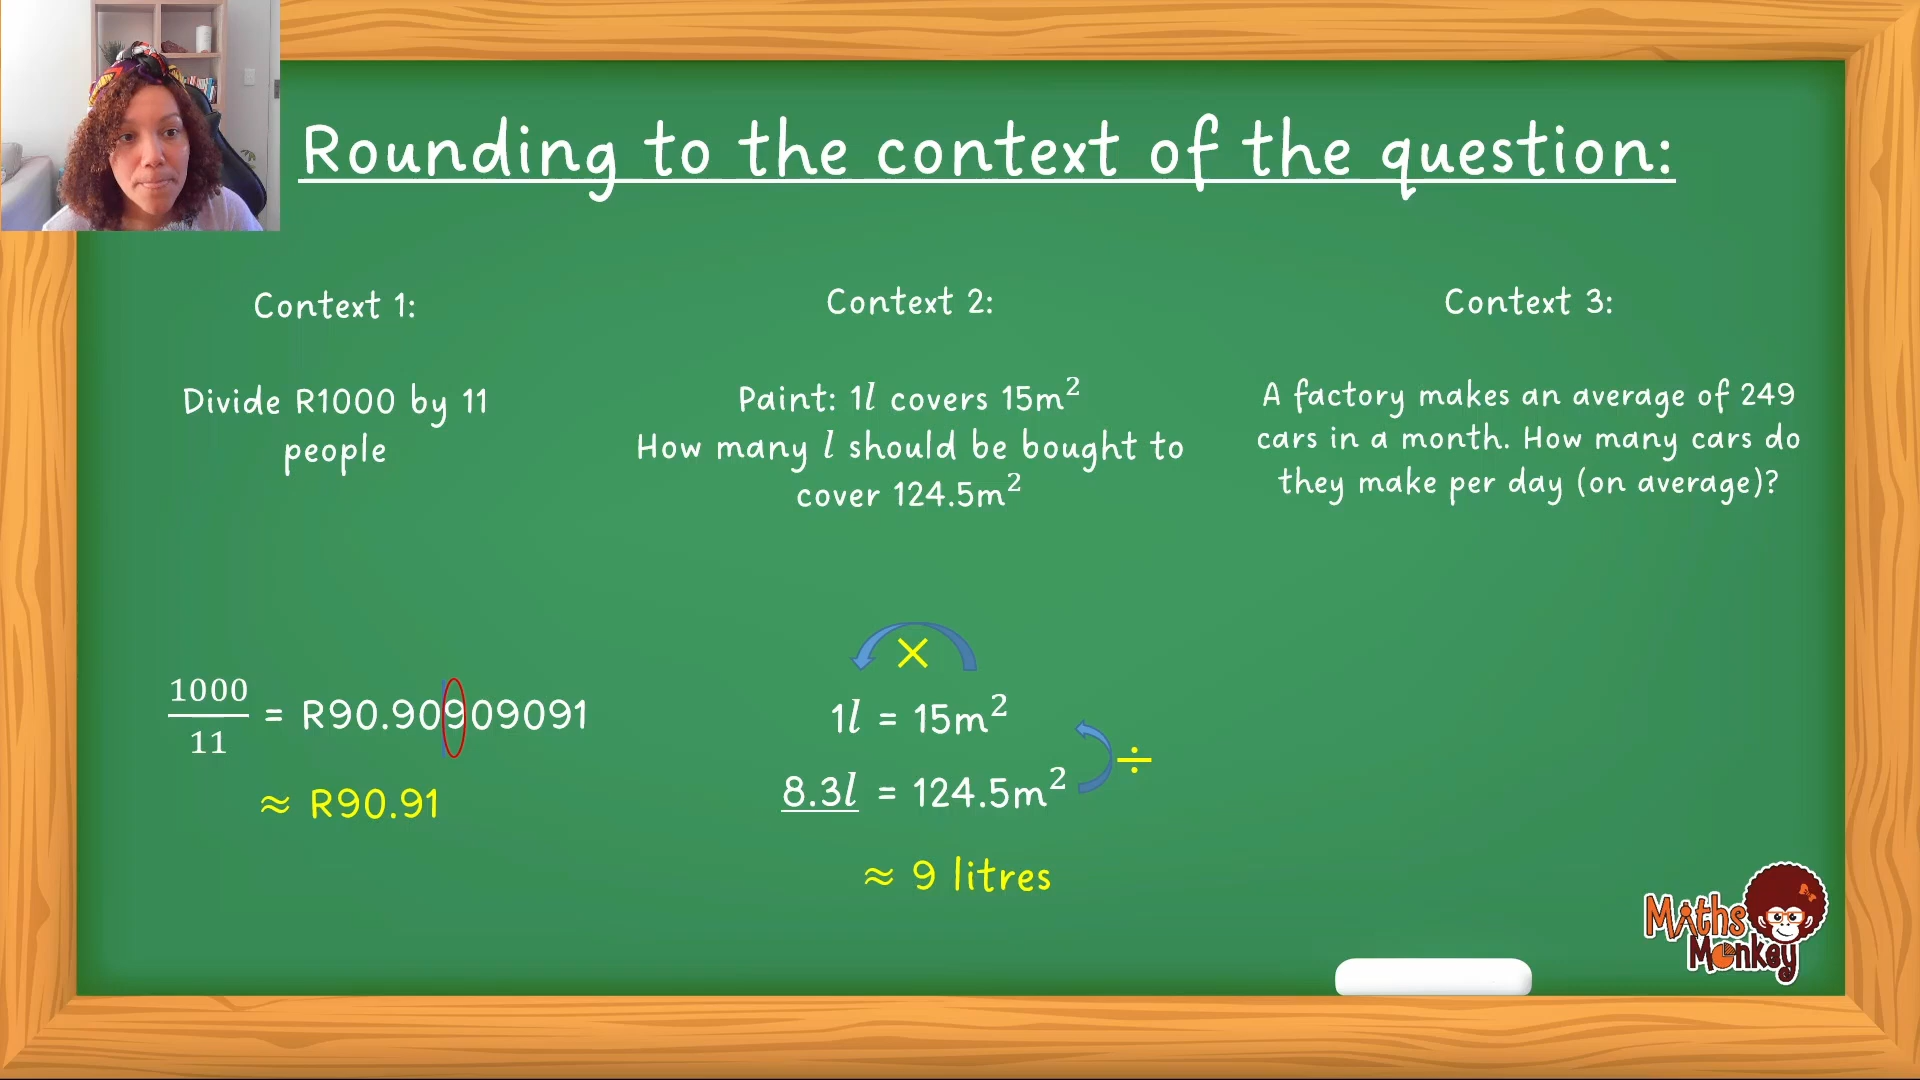 Rounding to the context of the question:
Context 1:
Divide R1000 by 11
people
1000
11
= R90.90909091
≈ R90.91
Context 2:
Paint: 1l covers 15m²
How many l should be bought to
cover 124.5m²
×
1l = 15m²
÷
8.3l = 124.5m²
≈ 9 litres
Context 3:
A factory makes an average of 249
cars in a month. How many cars do
they make per day (on average)?
Maths
Monkey